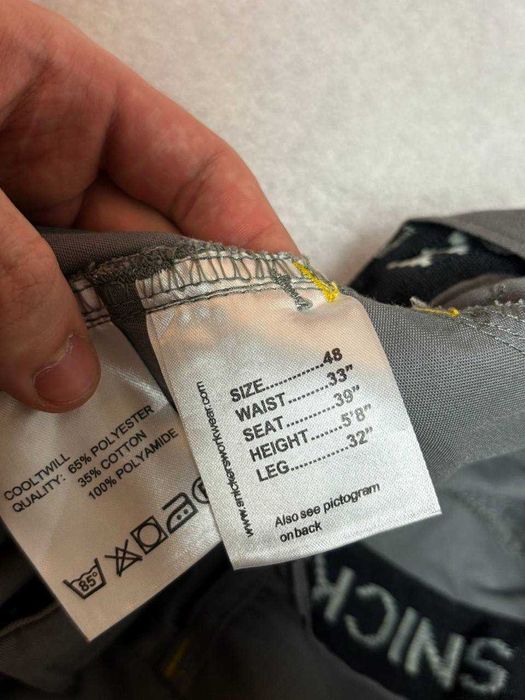 SIZE............48
WAIST..........33"
SEAT............39"
HEIGHT......5'8"
LEG..............32"
Also see pictogram
on back
www.snickersworkwear.com
COOLTWILL
QUALITY: 65% POLYESTER
35% COTTON
100% POLYAMIDE
85°
SNICK